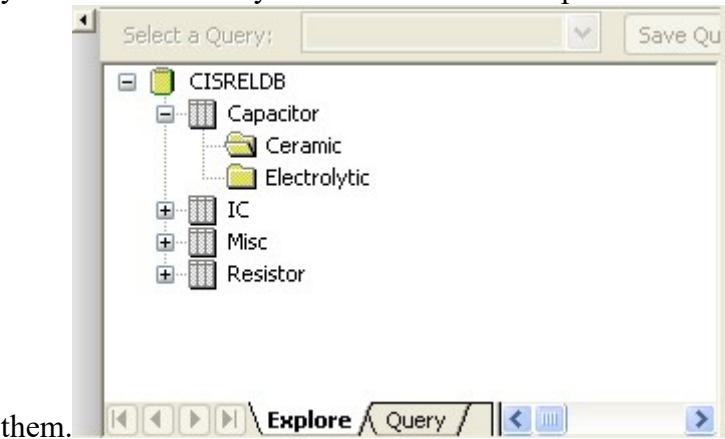 Select a Query:
Save Qu
CISRELDB
Capacitor
Ceramic
Electrolytic
IC
Misc
Resistor
them.
Explore
Query